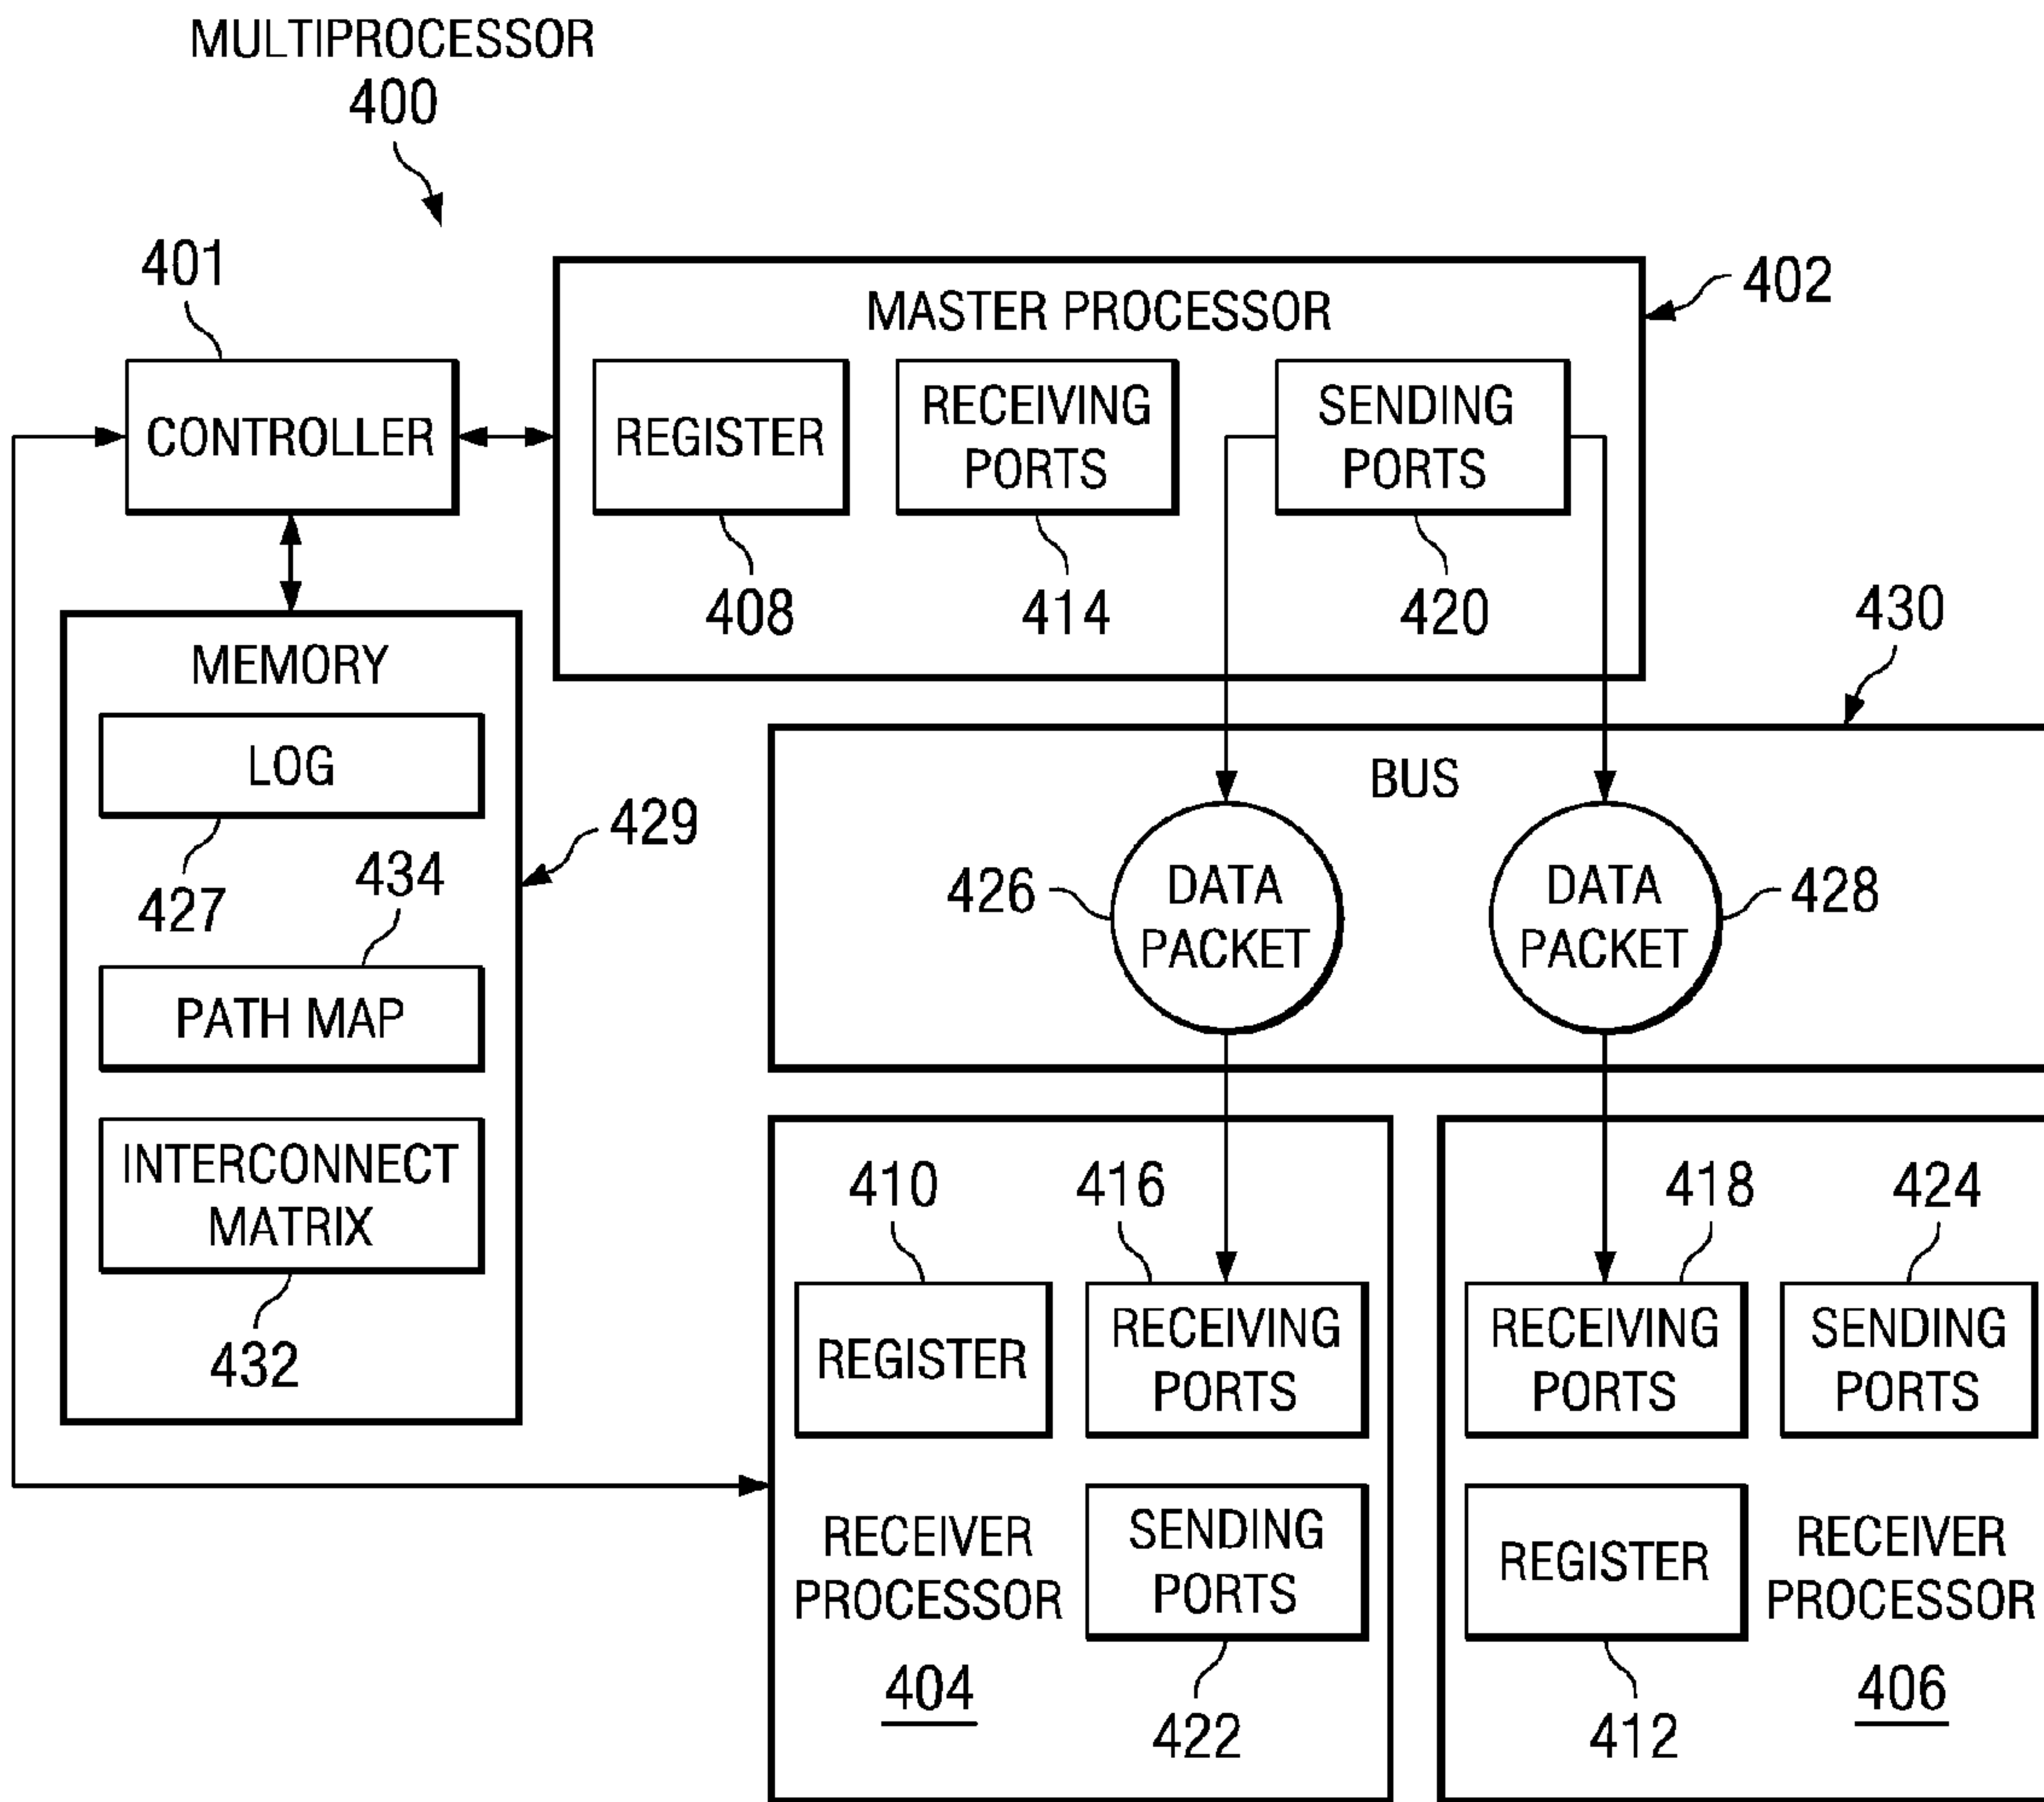 MULTIPROCESSOR
400
401
402
MASTER PROCESSOR
CONTROLLER
REGISTER
RECEIVING
PORTS
SENDING
PORTS
408
414
420
430
MEMORY
LOG
427
429
434
PATH MAP
INTERCONNECT
MATRIX
432
BUS
426
DATA
PACKET
DATA
PACKET
428
410
416
REGISTER
RECEIVING
PORTS
RECEIVER
PROCESSOR
404
SENDING
PORTS
422
418
424
RECEIVING
PORTS
SENDING
PORTS
REGISTER
412
RECEIVER
PROCESSOR
406